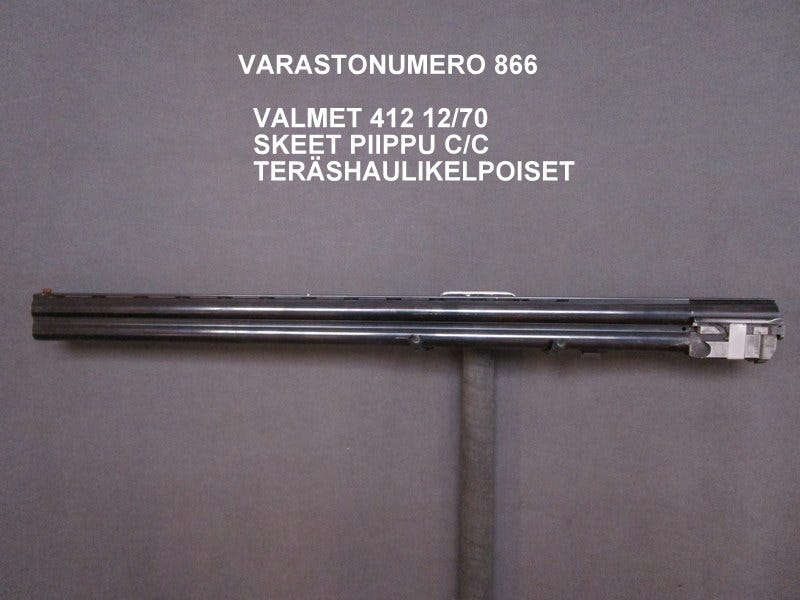 VARASTONUMERO 866
VALMET 412 12/70
SKEET PIIPPU C/C
TERÄSHAULIKELPOISET